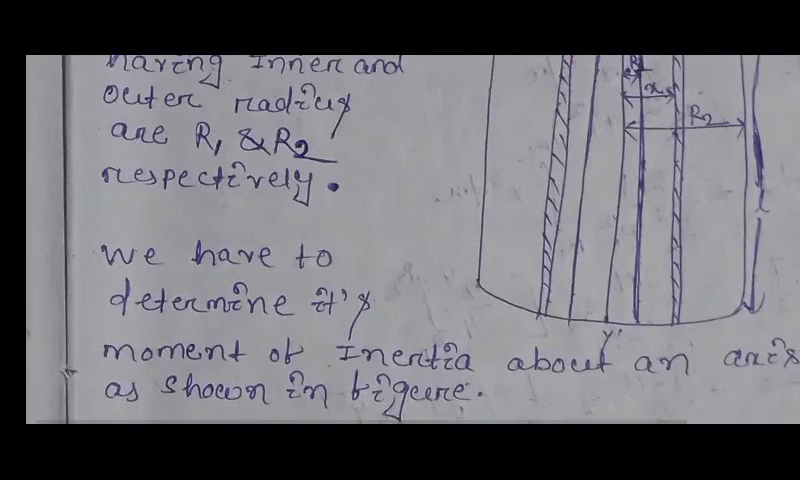 having Inner and
outer radius
are R1 & R2
respectively.
we have to
determine it's
moment of Inertia about an axis
as shown in figure.
x
R2
Y'